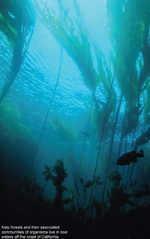 Kelp forests and their associated
communities of organisms live in cool
waters off the coast of California